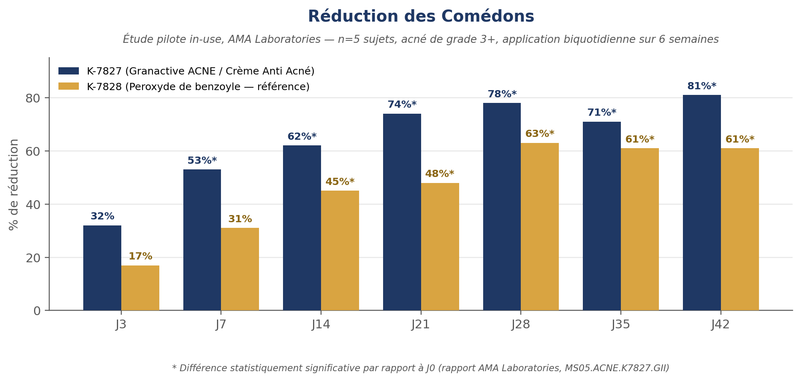 Réduction des Comédons
Étude pilote in-use, AMA Laboratories — n=5 sujets, acné de grade 3+, application biquotidienne sur 6 semaines
K-7827 (Granactive ACNE / Crème Anti Acné)
K-7828 (Peroxyde de benzoyle — référence)
% de réduction
80
60
40
20
0
32%
17%
53%*
31%
62%*
45%*
74%*
48%*
78%*
63%*
71%*
61%*
81%*
61%*
J3 J7 J14 J21 J28 J35 J42
* Différence statistiquement significative par rapport à J0 (rapport AMA Laboratories, MS05.ACNE.K7827.GII)